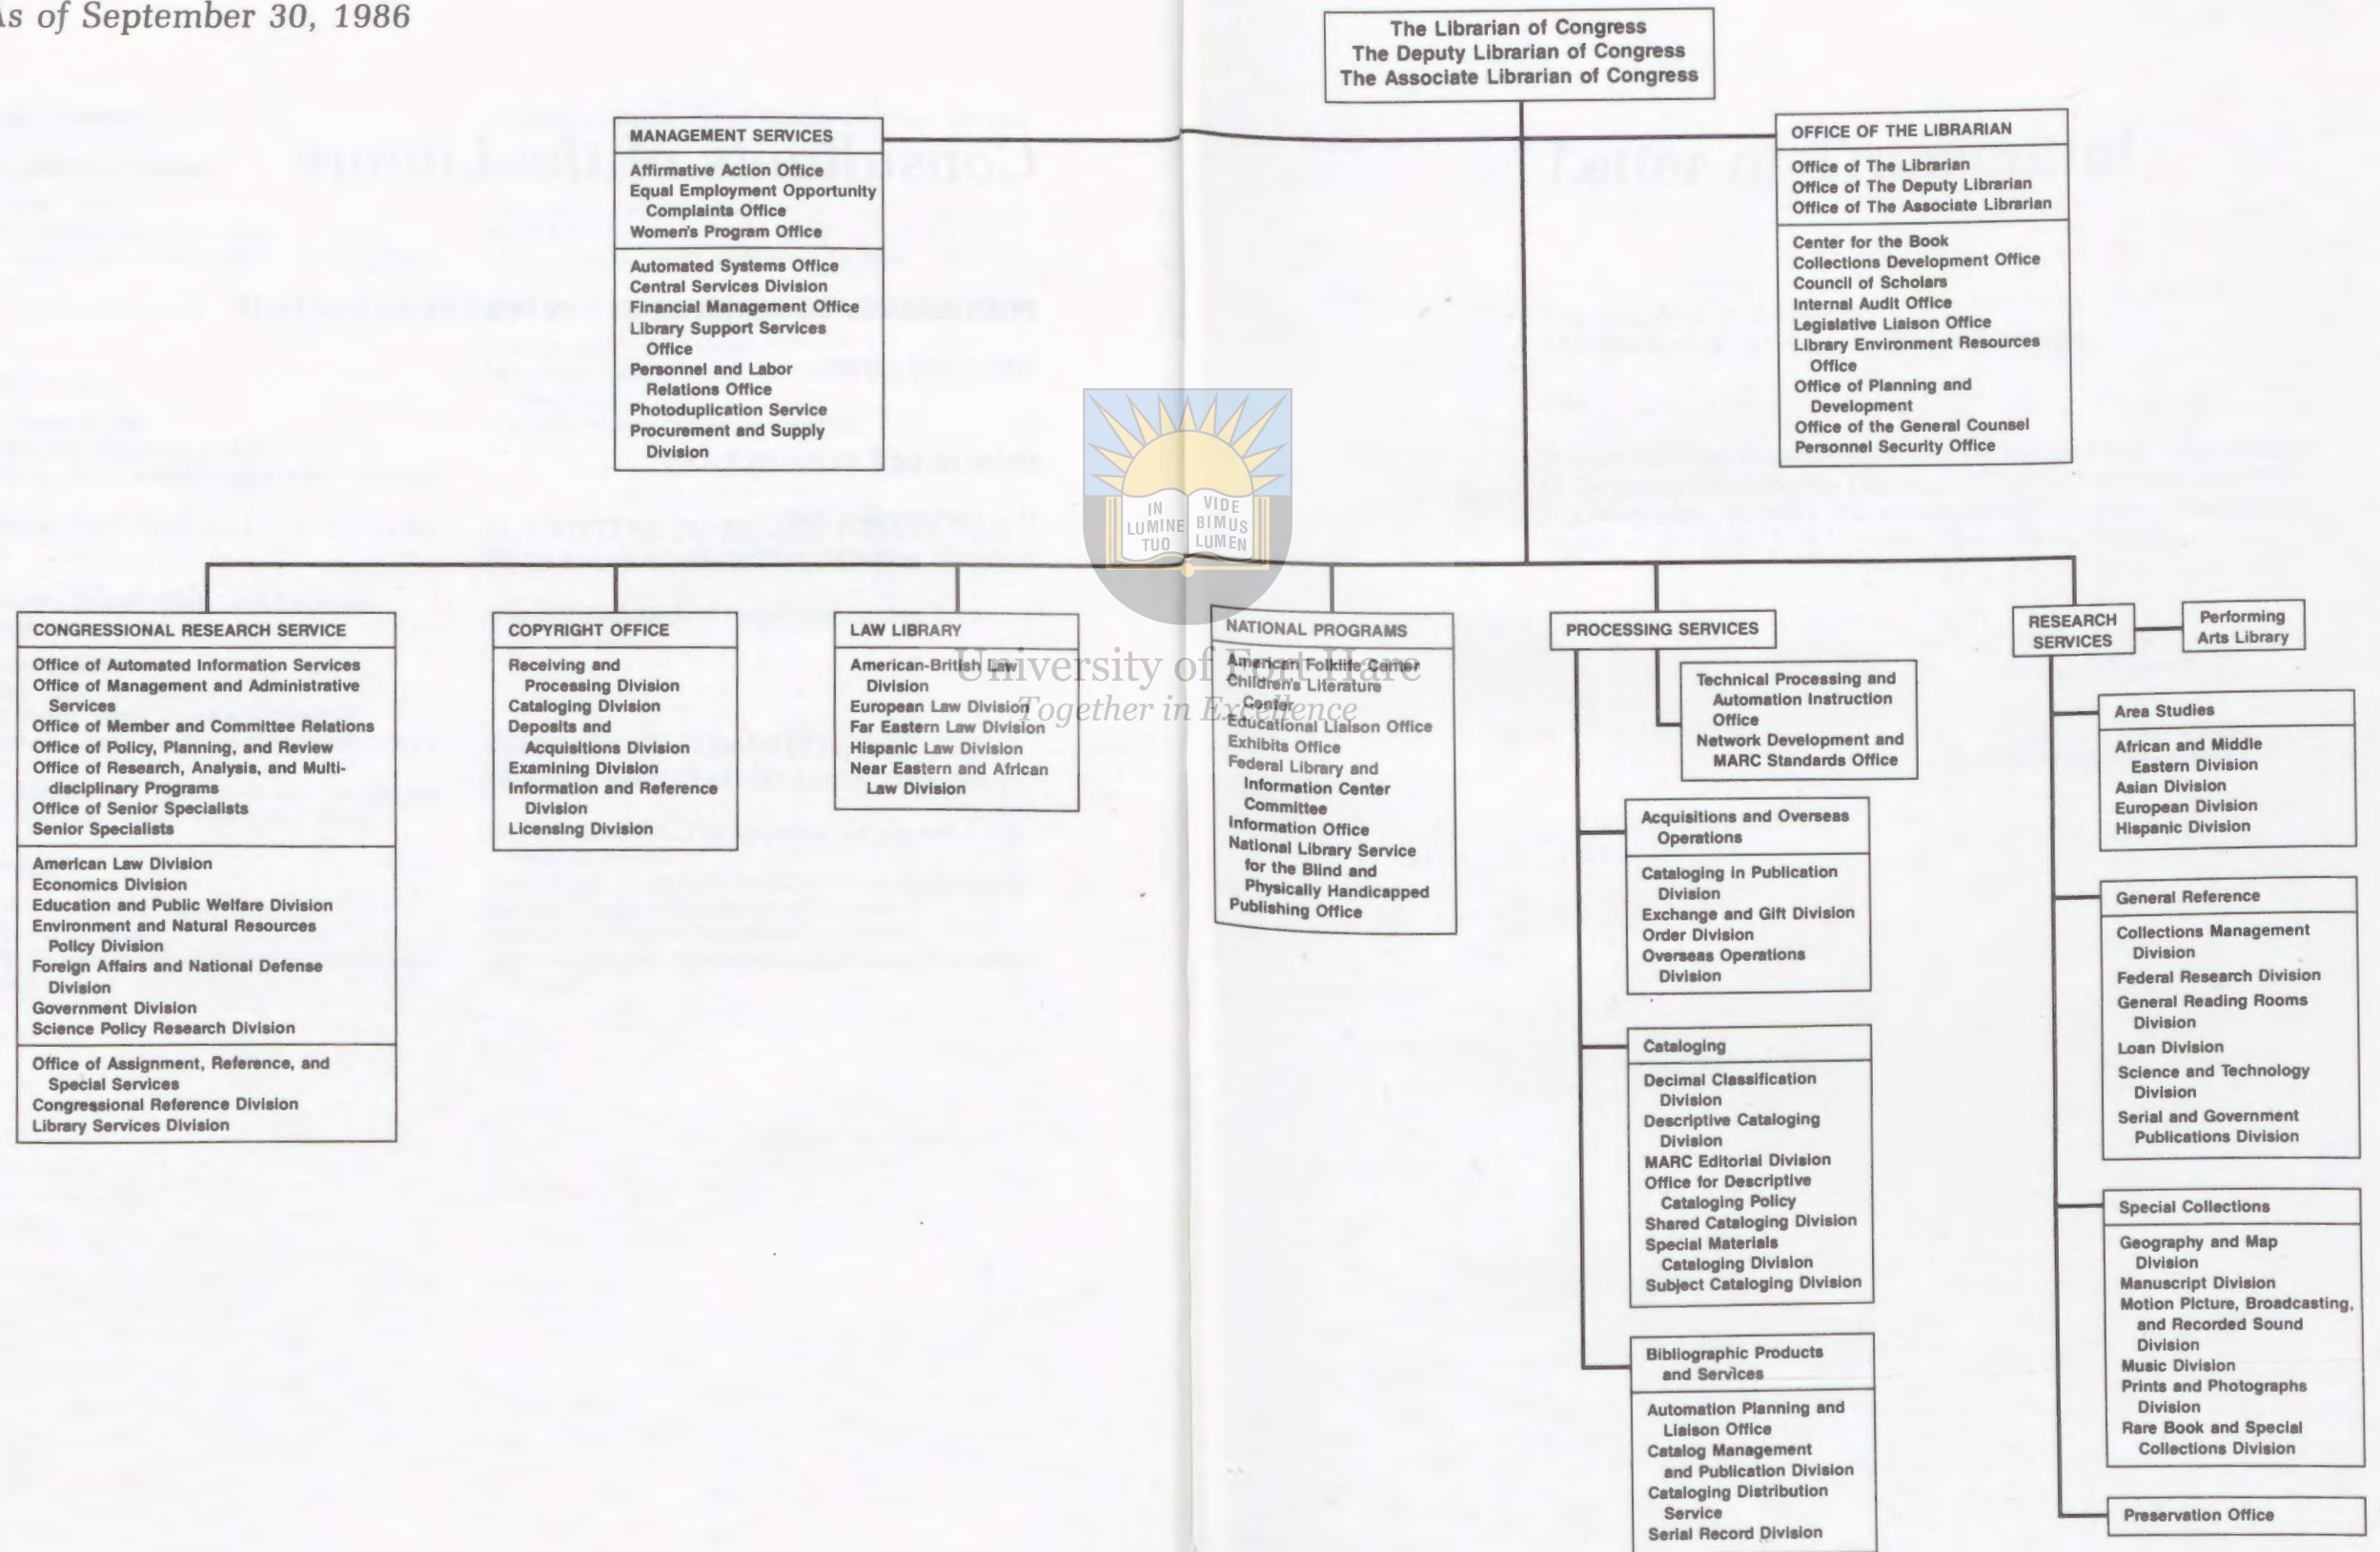 As of September 30, 1986
The Librarian of Congress
The Deputy Librarian of Congress
The Associate Librarian of Congress
MANAGEMENT SERVICES
Affirmative Action Office
Equal Employment Opportunity
Complaints Office
Women's Program Office
Automated Systems Office
Central Services Division
Financial Management Office
Library Support Services
Office
Personnel and Labor
Relations Office
Photoduplication Service
Procurement and Supply
Division
OFFICE OF THE LIBRARIAN
Office of The Librarian
Office of The Deputy Librarian
Office of The Associate Librarian
Center for the Book
Collections Development Office
Council of Scholars
Internal Audit Office
Legislative Liaison Office
Library Environment Resources
Office
Office of Planning and
Development
Office of the General Counsel
Personnel Security Office
IN
LUMINE
TUO
VIDE
BIMUS
LUMEN
University of Fort Hare
Together in Excellence
CONGRESSIONAL RESEARCH SERVICE
Office of Automated Information Services
Office of Management and Administrative
Services
Office of Member and Committee Relations
Office of Policy, Planning, and Review
Office of Research, Analysis, and Multi-
disciplinary Programs
Office of Senior Specialists
Senior Specialists
American Law Division
Economics Division
Education and Public Welfare Division
Environment and Natural Resources
Policy Division
Foreign Affairs and National Defense
Division
Government Division
Science Policy Research Division
Office of Assignment, Reference, and
Special Services
Congressional Reference Division
Library Services Division
COPYRIGHT OFFICE
Receiving and
Processing Division
Cataloging Division
Deposits and
Acquisitions Division
Examining Division
Information and Reference
Division
Licensing Division
LAW LIBRARY
American-British Law
Division
European Law Division
Far Eastern Law Division
Hispanic Law Division
Near Eastern and African
Law Division
NATIONAL PROGRAMS
American Folklife Center
Children's Literature
Center
Educational Liaison Office
Exhibits Office
Federal Library and
Information Center
Committee
Information Office
National Library Service
for the Blind and
Physically Handicapped
Publishing Office
PROCESSING SERVICES
Technical Processing and
Automation Instruction
Office
Network Development and
MARC Standards Office
Acquisitions and Overseas
Operations
Cataloging in Publication
Division
Exchange and Gift Division
Order Division
Overseas Operations
Division
Cataloging
Decimal Classification
Division
Descriptive Cataloging
Division
MARC Editorial Division
Office for Descriptive
Cataloging Policy
Shared Cataloging Division
Special Materials
Cataloging Division
Subject Cataloging Division
Bibliographic Products
and Services
Automation Planning and
Liaison Office
Catalog Management
and Publication Division
Cataloging Distribution
Service
Serial Record Division
RESEARCH
SERVICES
Performing
Arts Library
Area Studies
African and Middle
Eastern Division
Asian Division
European Division
Hispanic Division
General Reference
Collections Management
Division
Federal Research Division
General Reading Rooms
Division
Loan Division
Science and Technology
Division
Serial and Government
Publications Division
Special Collections
Geography and Map
Division
Manuscript Division
Motion Picture, Broadcasting,
and Recorded Sound
Division
Music Division
Prints and Photographs
Division
Rare Book and Special
Collections Division
Preservation Office